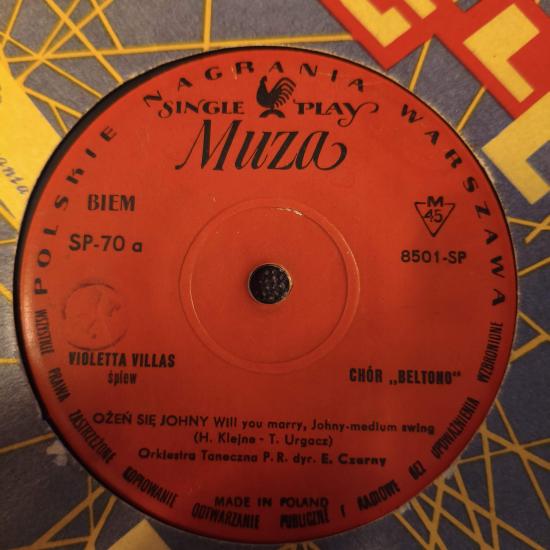 POLSKIE NAGRANIA WARSZAWA
SINGLE PLAY
Muza
BIEM
M
45
SP-70 a
8501-SP
VIOLETTA VILLAS
śpiew
CHÓR „BELTONO"
OŻEŃ SIĘ JOHNY Will you marry, Johny-medium swing
(H. Klejne - T. Urgacz)
Orkiestra Taneczna P. R. dyr. E. Czerny
MADE IN POLAND
WSZYSTKIE PRAWA ZASTRZEŻONE KOPIOWANIE ODTWARZANIE PUBLICZNE I RADIOWE BEZ UPOWAŻNIENIA WZBRONIONE